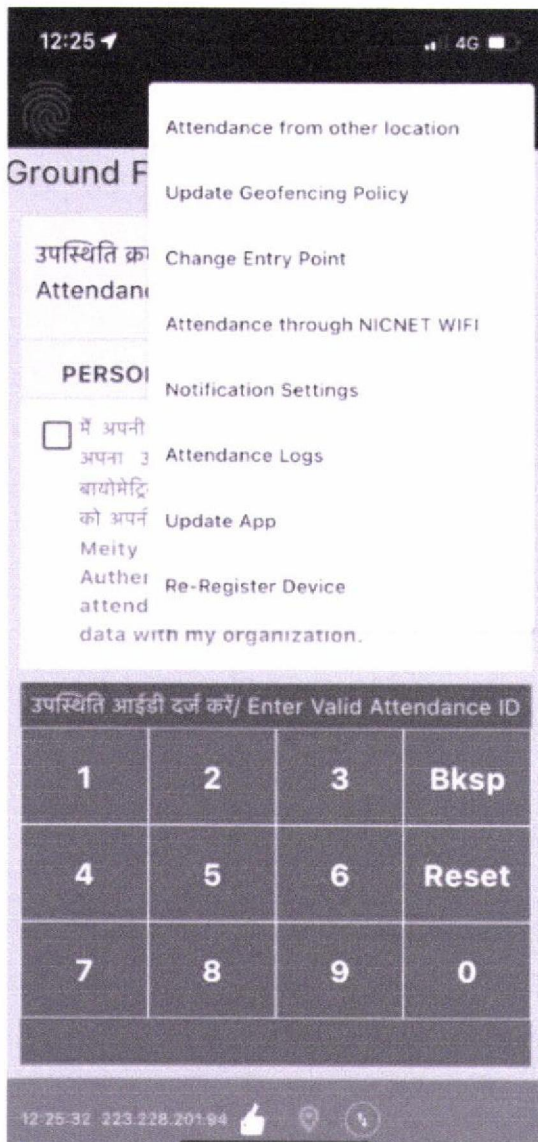 12:25
4G
Attendance from other location
Ground F
Update Geofencing Policy
उपस्थिति क्र
Change Entry Point
Attendan
Attendance through NICNET WIFI
PERSO
Notification Settings
में अपनी
अपना
Attendance Logs
बायोमेट्रि
को अपनी
Update App
Meity
Authen
Re-Register Device
attend
data with my organization.
उपस्थिति आईडी दर्ज करें/ Enter Valid Attendance ID
1 2 3 Bksp
4 5 6 Reset
7 8 9 0
12:25:32 223.228.201.94